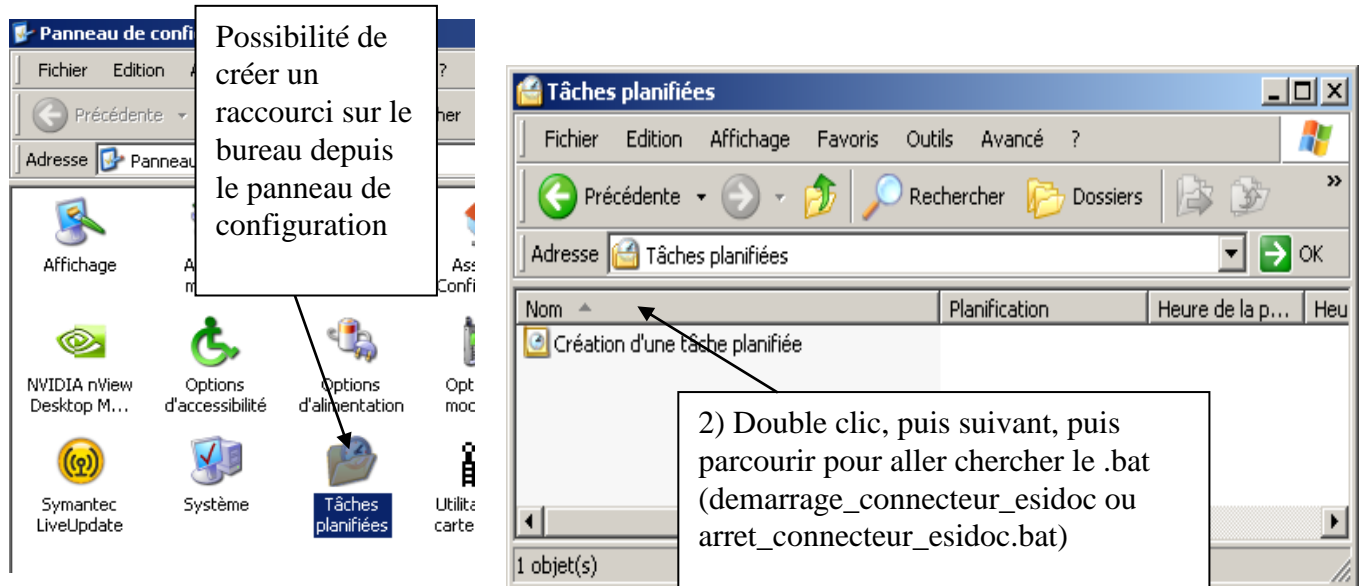 Panneau de confi
Fichier Edition ?
Précédente her
Adresse Panneau
Possibilité de
créer un
raccourci sur le
bureau depuis
le panneau de
configuration
Affichage
A
m
Ass
Confi
NVIDIA nView
Desktop M...
Options
d'accessibilité
Options
d'alimentation
Opt
moc
Symantec
LiveUpdate
Système
Tâches
planifiées
Utilita
carte
Tâches planifiées
Fichier Edition Affichage Favoris Outils Avancé ?
Précédente Rechercher Dossiers »
Adresse Tâches planifiées OK
Nom Planification Heure de la p... Heu
Création d'une tâche planifiée
2) Double clic, puis suivant, puis
parcourir pour aller chercher le .bat
(demarrage_connecteur_esidoc ou
arret_connecteur_esidoc.bat)
1 objet(s)